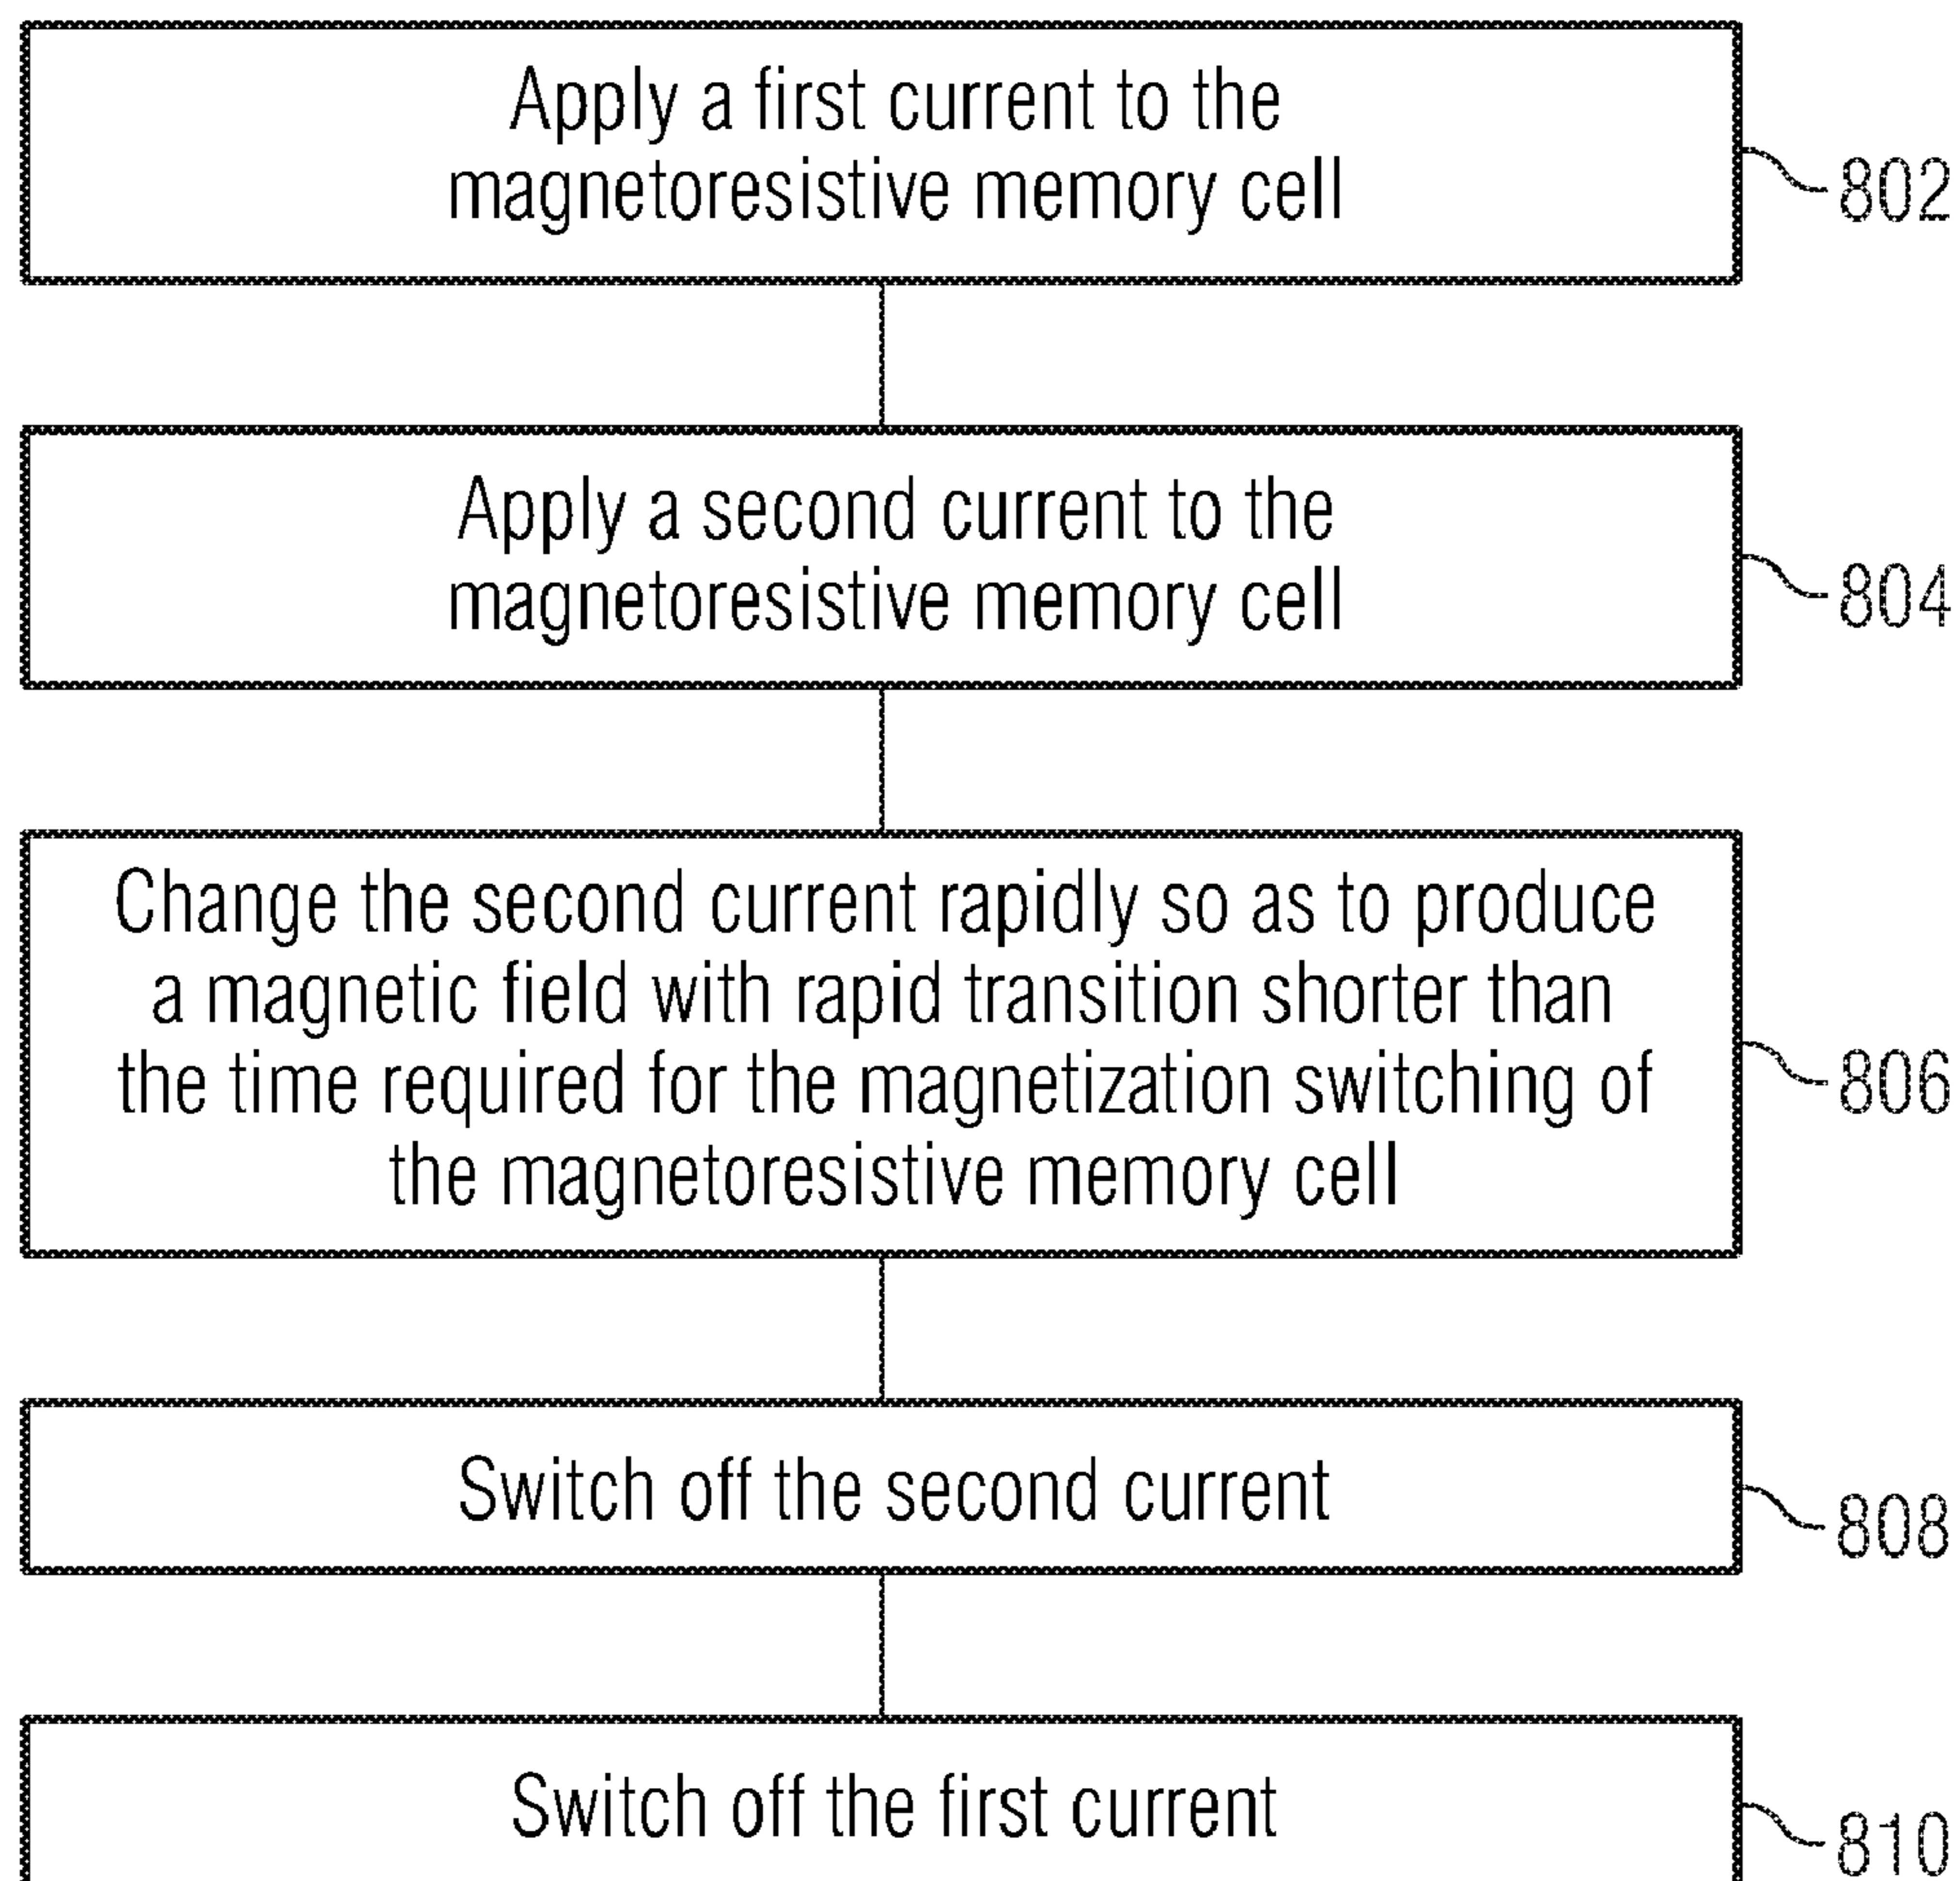 Apply a first current to the
magnetoresistive memory cell
802
Apply a second current to the
magnetoresistive memory cell
804
Change the second current rapidly so as to produce
a magnetic field with rapid transition shorter than
the time required for the magnetization switching of
the magnetoresistive memory cell
806
Switch off the second current
808
Switch off the first current
810